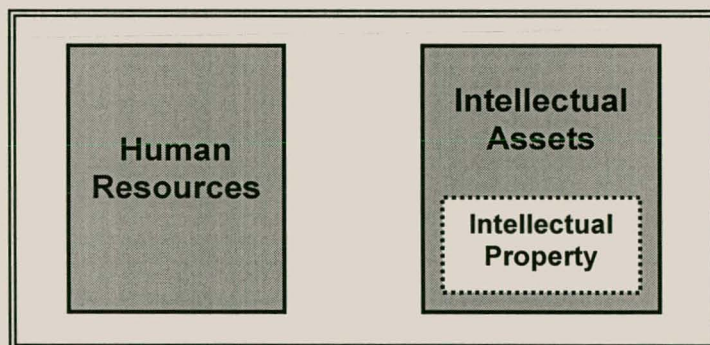 Human
Resources
Intellectual
Assets
Intellectual
Property